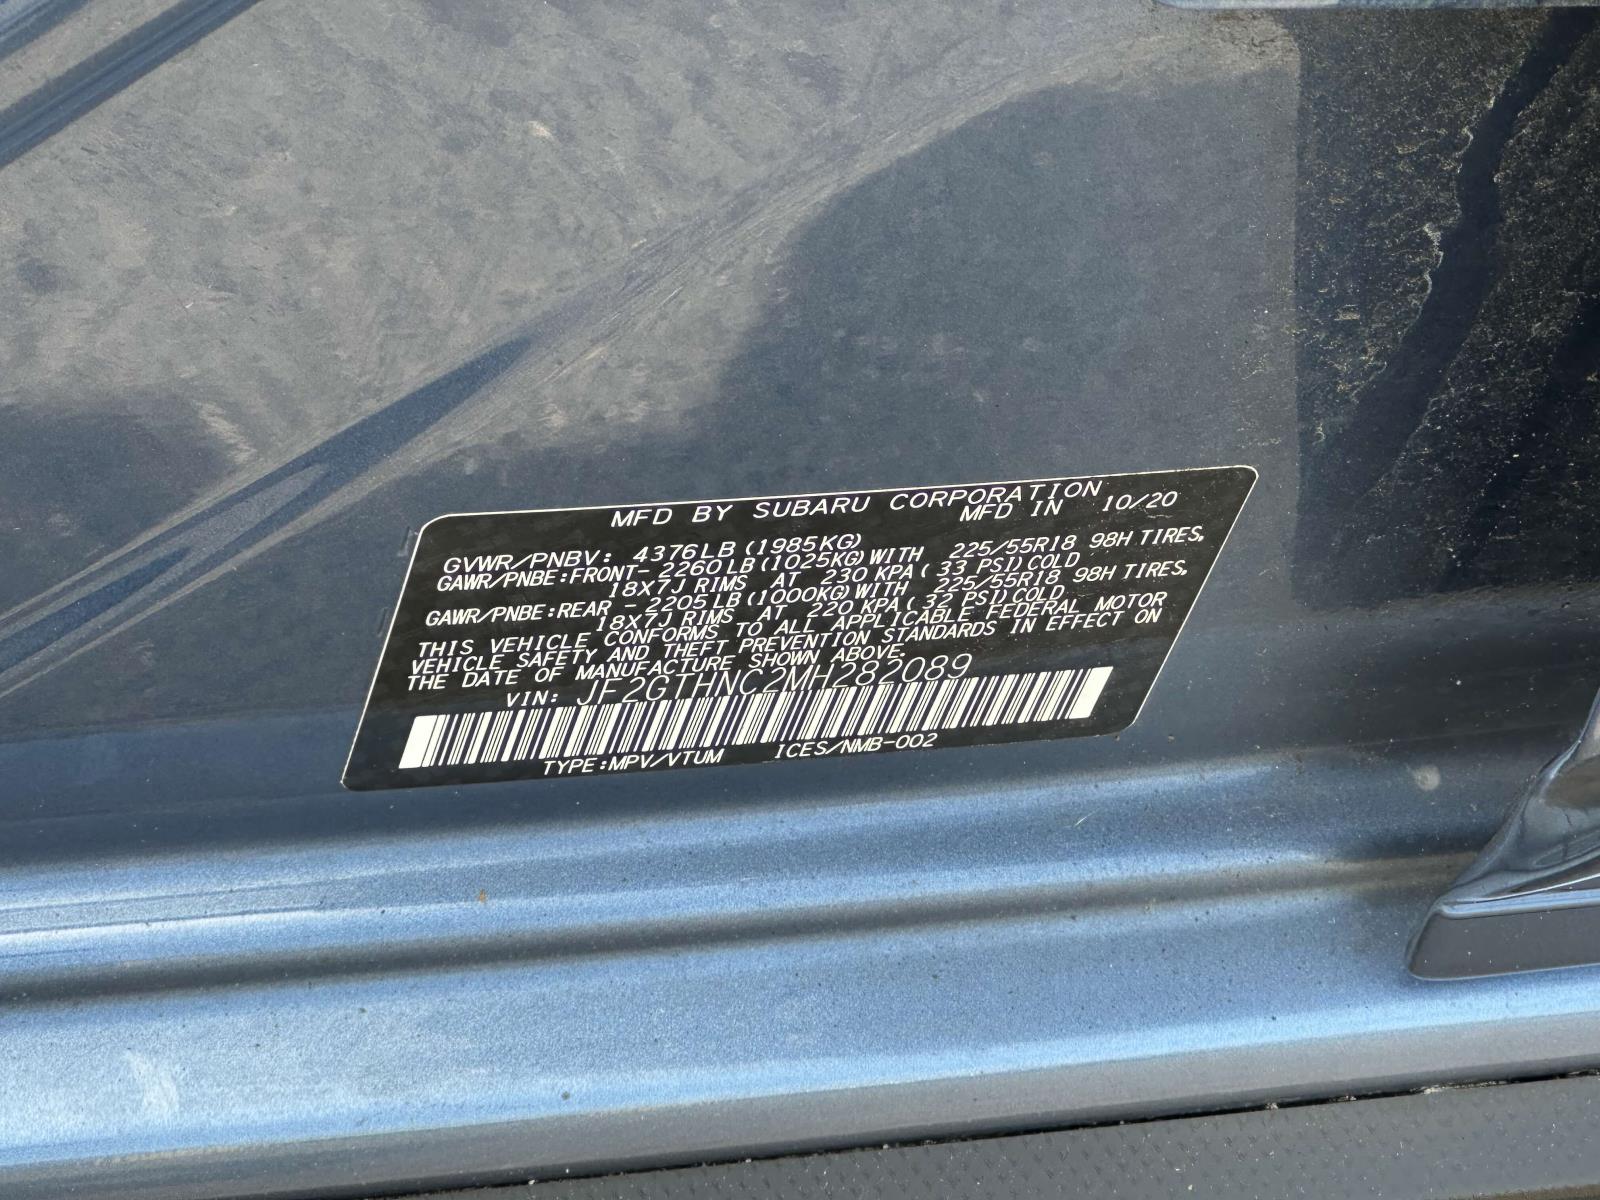 MFD BY SUBARU CORPORATION
MFD IN 10/20
GVWR/PNBV: 4376LB (1985KG)
GAWR/PNBE:FRONT- 2260LB (1025KG) WITH 225/55R18 98H TIRES,
18X7J RIMS AT 230 KPA ( 33 PSI) COLD
GAWR/PNBE:REAR - 2205LB (1000KG) WITH 225/55R18 98H TIRES,
18X7J RIMS AT 220 KPA ( 32 PSI) COLD
THIS VEHICLE CONFORMS TO ALL APPLICABLE FEDERAL MOTOR
VEHICLE SAFETY AND THEFT PREVENTION STANDARDS IN EFFECT ON
THE DATE OF MANUFACTURE SHOWN ABOVE.
VIN: JF2GTHNC2MH282089
TYPE:MPV/VTUM ICES/NMB-002